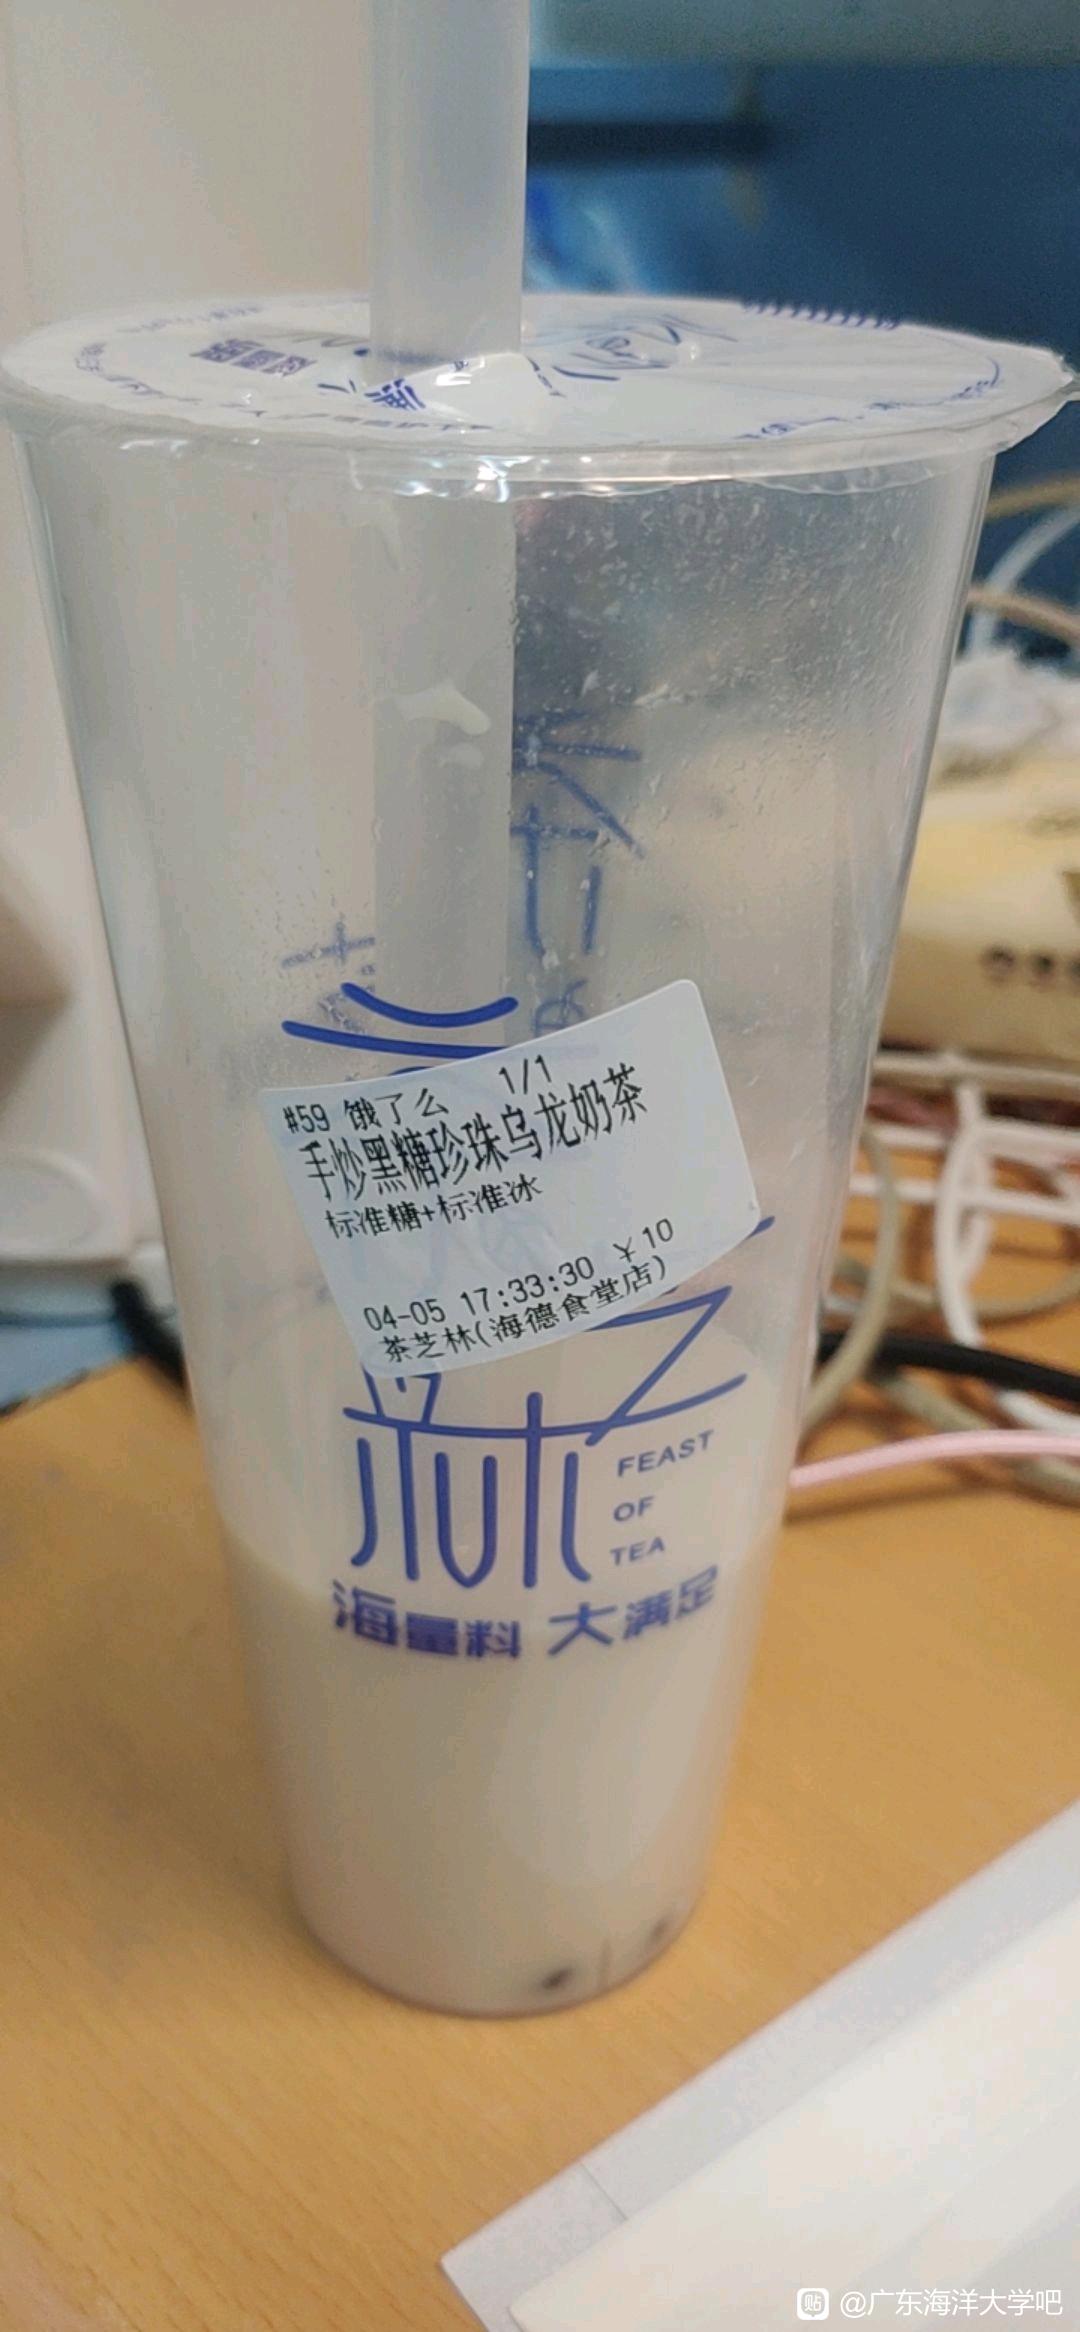 #59 饿了么 1/1
手炒黑糖珍珠乌龙奶茶
标准糖+标准冰
04-05 17:33:30 ￥10
茶芝林(海德食堂店)
林
FEAST
OF
TEA
海量料 大满足
贴 @广东海洋大学吧